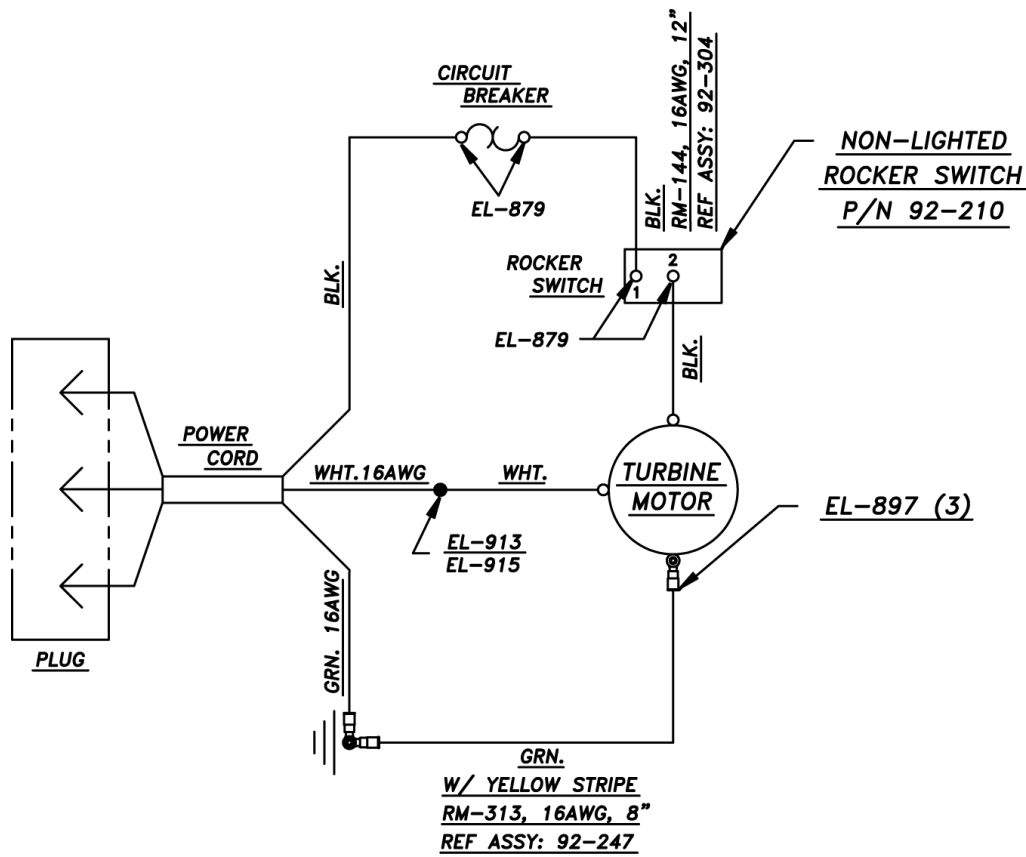 CIRCUIT
BREAKER
EL-879
BLK.
RM-144, 16AWG, 12"
REF ASSY: 92-304
NON-LIGHTED
ROCKER SWITCH
P/N 92-210
ROCKER
SWITCH
1
2
EL-879
BLK.
BLK.
POWER
CORD
WHT.16AWG
WHT.
TURBINE
MOTOR
EL-897 (3)
EL-913
EL-915
PLUG
GRN. 16AWG
GRN.
W/ YELLOW STRIPE
RM-313, 16AWG, 8"
REF ASSY: 92-247